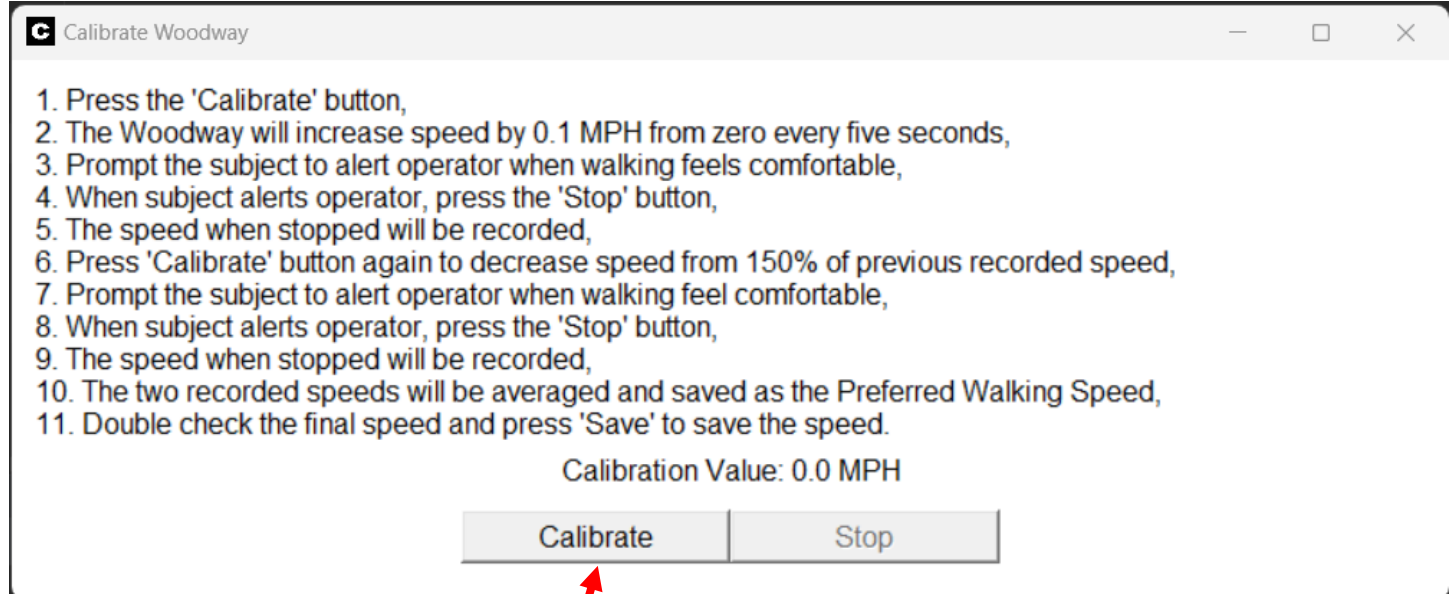 C Calibrate Woodway
1. Press the 'Calibrate' button,
2. The Woodway will increase speed by 0.1 MPH from zero every five seconds,
3. Prompt the subject to alert operator when walking feels comfortable,
4. When subject alerts operator, press the 'Stop' button,
5. The speed when stopped will be recorded,
6. Press 'Calibrate' button again to decrease speed from 150% of previous recorded speed,
7. Prompt the subject to alert operator when walking feel comfortable,
8. When subject alerts operator, press the 'Stop' button,
9. The speed when stopped will be recorded,
10. The two recorded speeds will be averaged and saved as the Preferred Walking Speed,
11. Double check the final speed and press 'Save' to save the speed.
Calibration Value: 0.0 MPH
Calibrate Stop